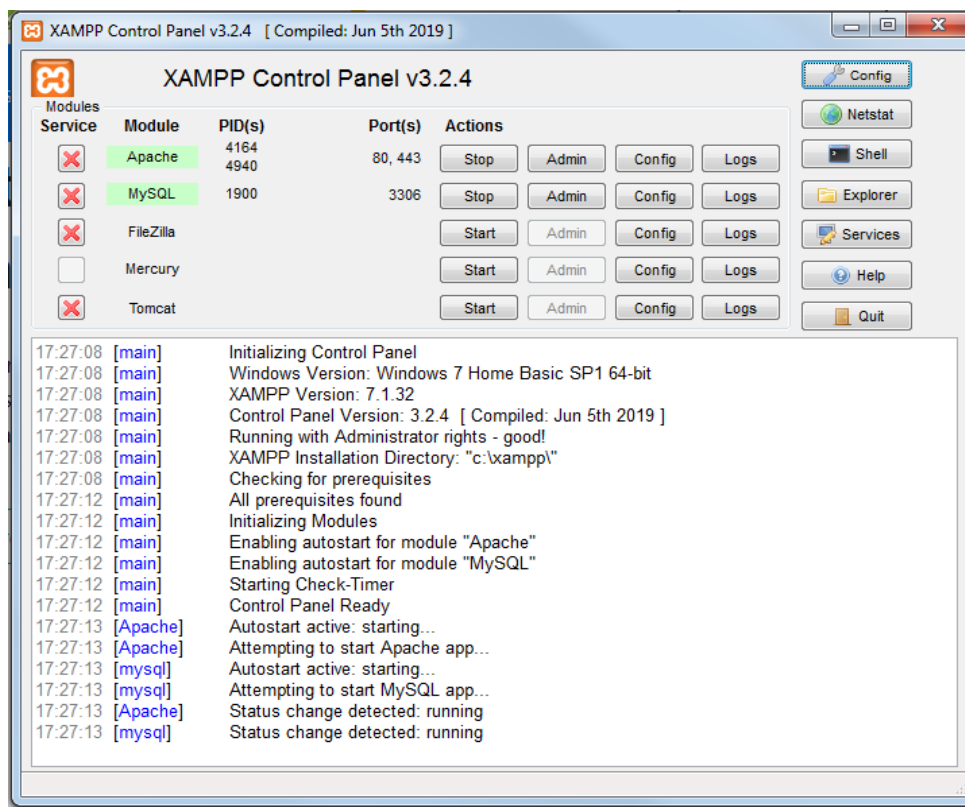 XAMPP Control Panel v3.2.4 [ Compiled: Jun 5th 2019 ]
XAMPP Control Panel v3.2.4
Config
Modules
Service Module PID(s) Port(s) Actions
Netstat
Apache 4164 4940 80, 443 Stop Admin Config Logs
Shell
MySQL 1900 3306 Stop Admin Config Logs
Explorer
FileZilla Start Admin Config Logs
Services
Mercury Start Admin Config Logs
Help
Tomcat Start Admin Config Logs
Quit
17:27:08 [main] Initializing Control Panel
17:27:08 [main] Windows Version: Windows 7 Home Basic SP1 64-bit
17:27:08 [main] XAMPP Version: 7.1.32
17:27:08 [main] Control Panel Version: 3.2.4 [ Compiled: Jun 5th 2019 ]
17:27:08 [main] Running with Administrator rights - good!
17:27:08 [main] XAMPP Installation Directory: "c:\xampp\"
17:27:08 [main] Checking for prerequisites
17:27:12 [main] All prerequisites found
17:27:12 [main] Initializing Modules
17:27:12 [main] Enabling autostart for module "Apache"
17:27:12 [main] Enabling autostart for module "MySQL"
17:27:12 [main] Starting Check-Timer
17:27:12 [main] Control Panel Ready
17:27:13 [Apache] Autostart active: starting...
17:27:13 [Apache] Attempting to start Apache app...
17:27:13 [mysql] Autostart active: starting...
17:27:13 [mysql] Attempting to start MySQL app...
17:27:13 [Apache] Status change detected: running
17:27:13 [mysql] Status change detected: running